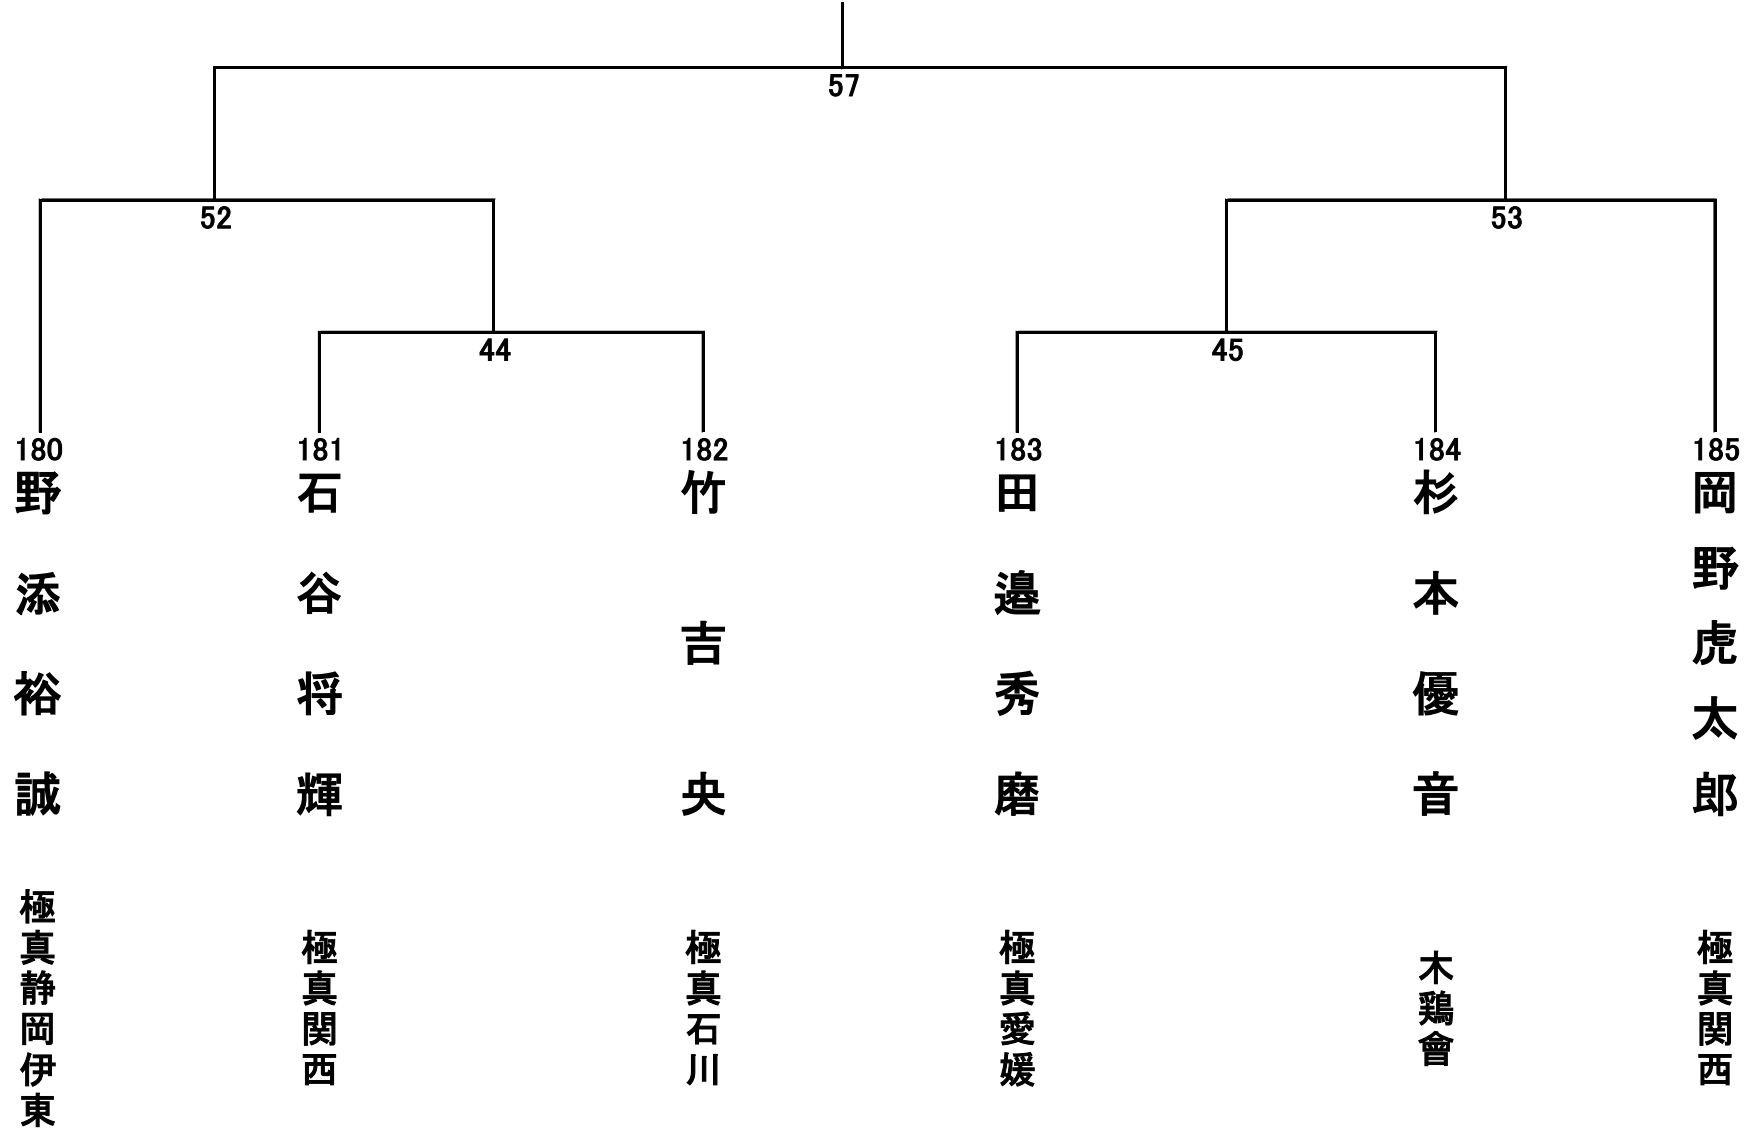 57
52
53
44
45
180
野添裕誠
極真静岡伊東
181
石谷将輝
極真関西
182
竹吉央
極真石川
183
田邉秀磨
極真愛媛
184
杉本優音
木鶏會
185
岡野虎太郎
極真関西